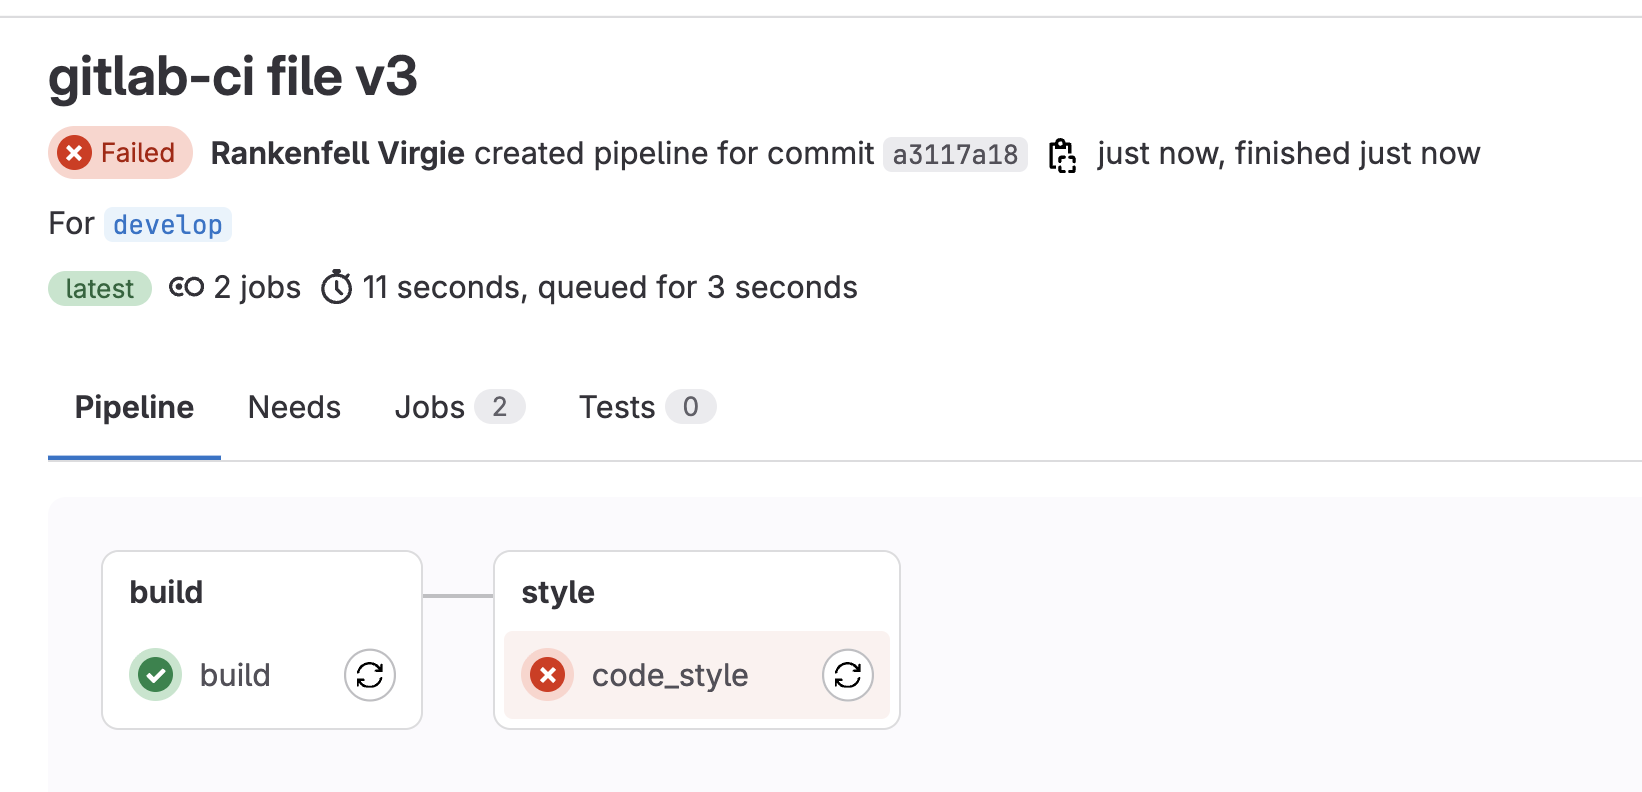 gitlab-ci file v3
Failed Rankenfell Virgie created pipeline for commit a3117a18 just now, finished just now
For develop
latest 2 jobs 11 seconds, queued for 3 seconds
Pipeline Needs Jobs 2 Tests 0
build style
build code_style